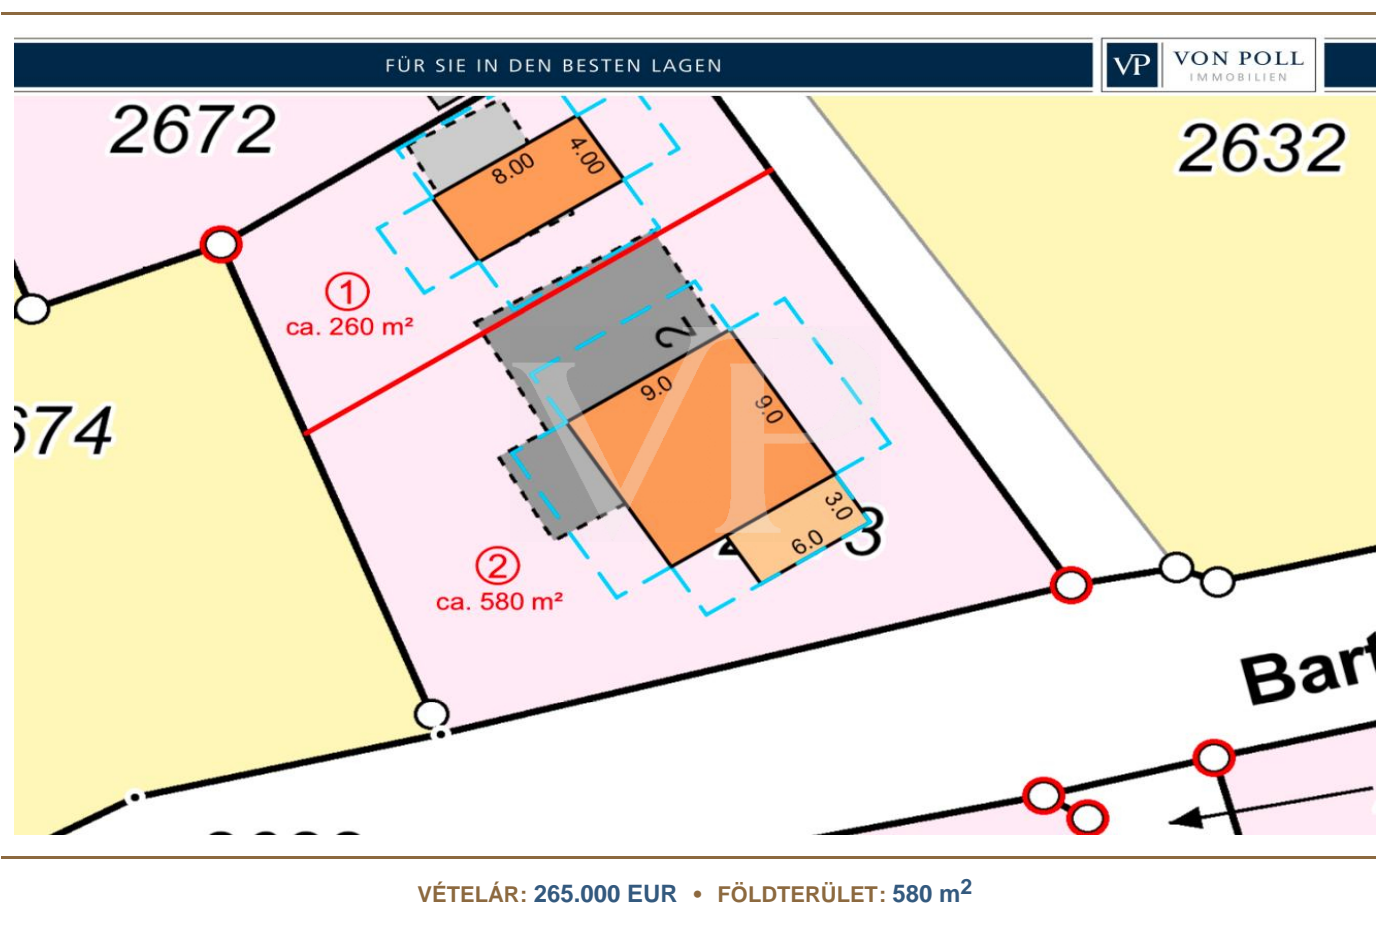 FÜR SIE IN DEN BESTEN LAGEN
VP VON POLL
IMMOBILIEN
2672
2632
8.00
4.00
1
ca. 260 m²
2
674
9.0
9.0
3.0
6.0
3
2
ca. 580 m²
VÉTELÁR: 265.000 EUR • FÖLDTERÜLET: 580 m²